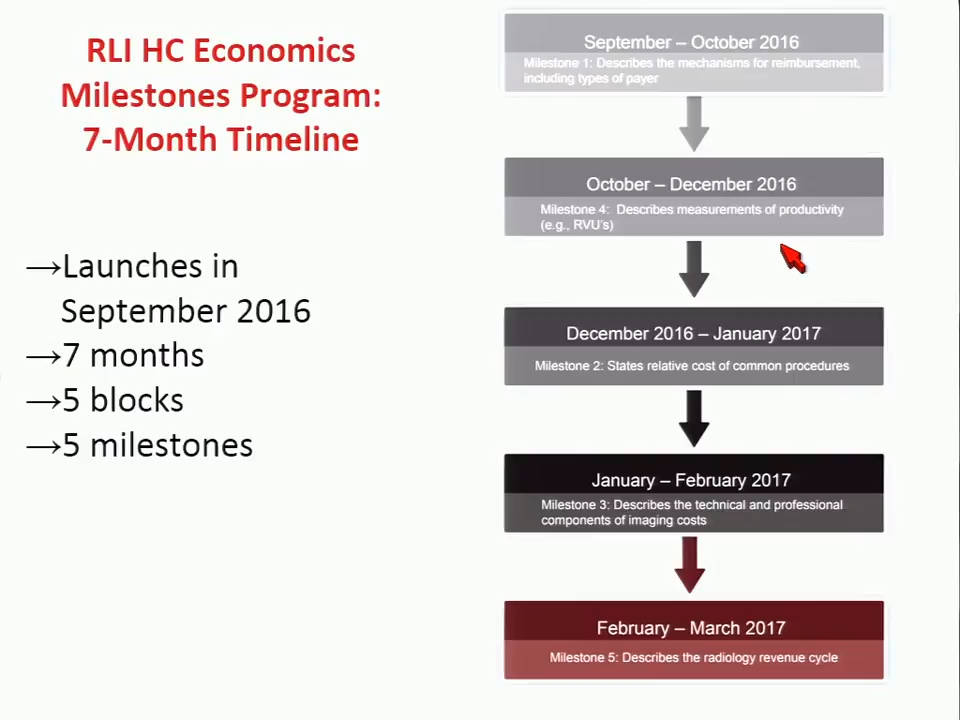 RLI HC Economics
Milestones Program:
7-Month Timeline
→Launches in
September 2016
→7 months
→5 blocks
→5 milestones
September – October 2016
Milestone 1: Describes the mechanisms for reimbursement,
including types of payer
October – December 2016
Milestone 4: Describes measurements of productivity
(e.g., RVU's)
December 2016 – January 2017
Milestone 2: States relative cost of common procedures
January – February 2017
Milestone 3: Describes the technical and professional
components of imaging costs
February – March 2017
Milestone 5: Describes the radiology revenue cycle